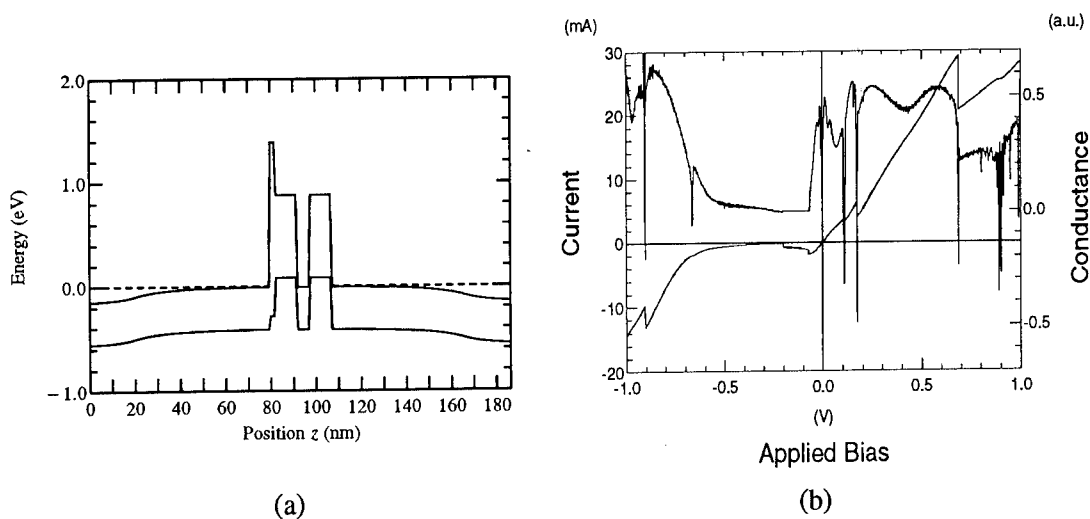 2.0
1.0
0.0
− 1.0
Energy (eV)
0 20 40 60 80 100 120 140 160 180
Position z (nm)
(a)
(mA)
(a.u.)
30
20
10
0
−10
−20
Current
0.5
0.0
-0.5
Conductance
-1.0 -0.5 0.0 0.5 1.0
(V)
Applied Bias
(b)